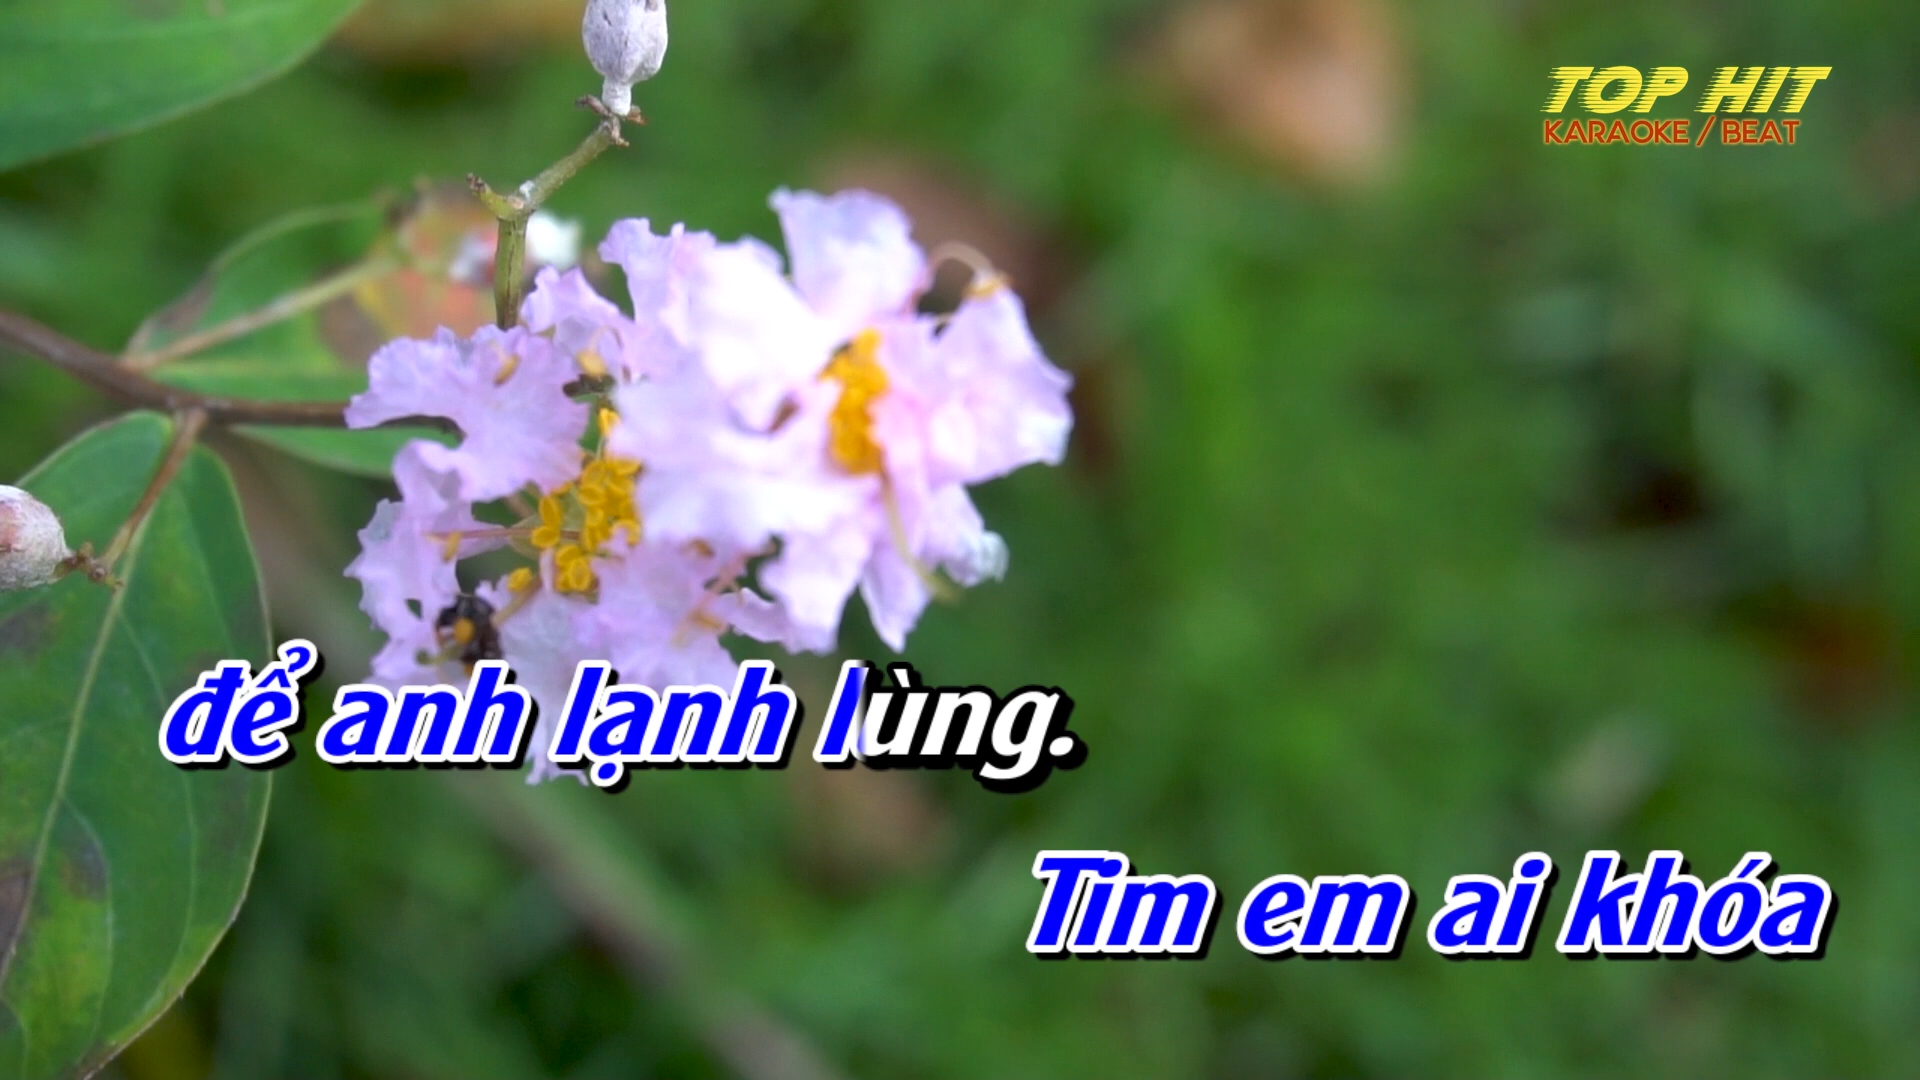 TOP HIT
KARAOKE / BEAT
để anh lạnh lùng.
Tim em ai khóa